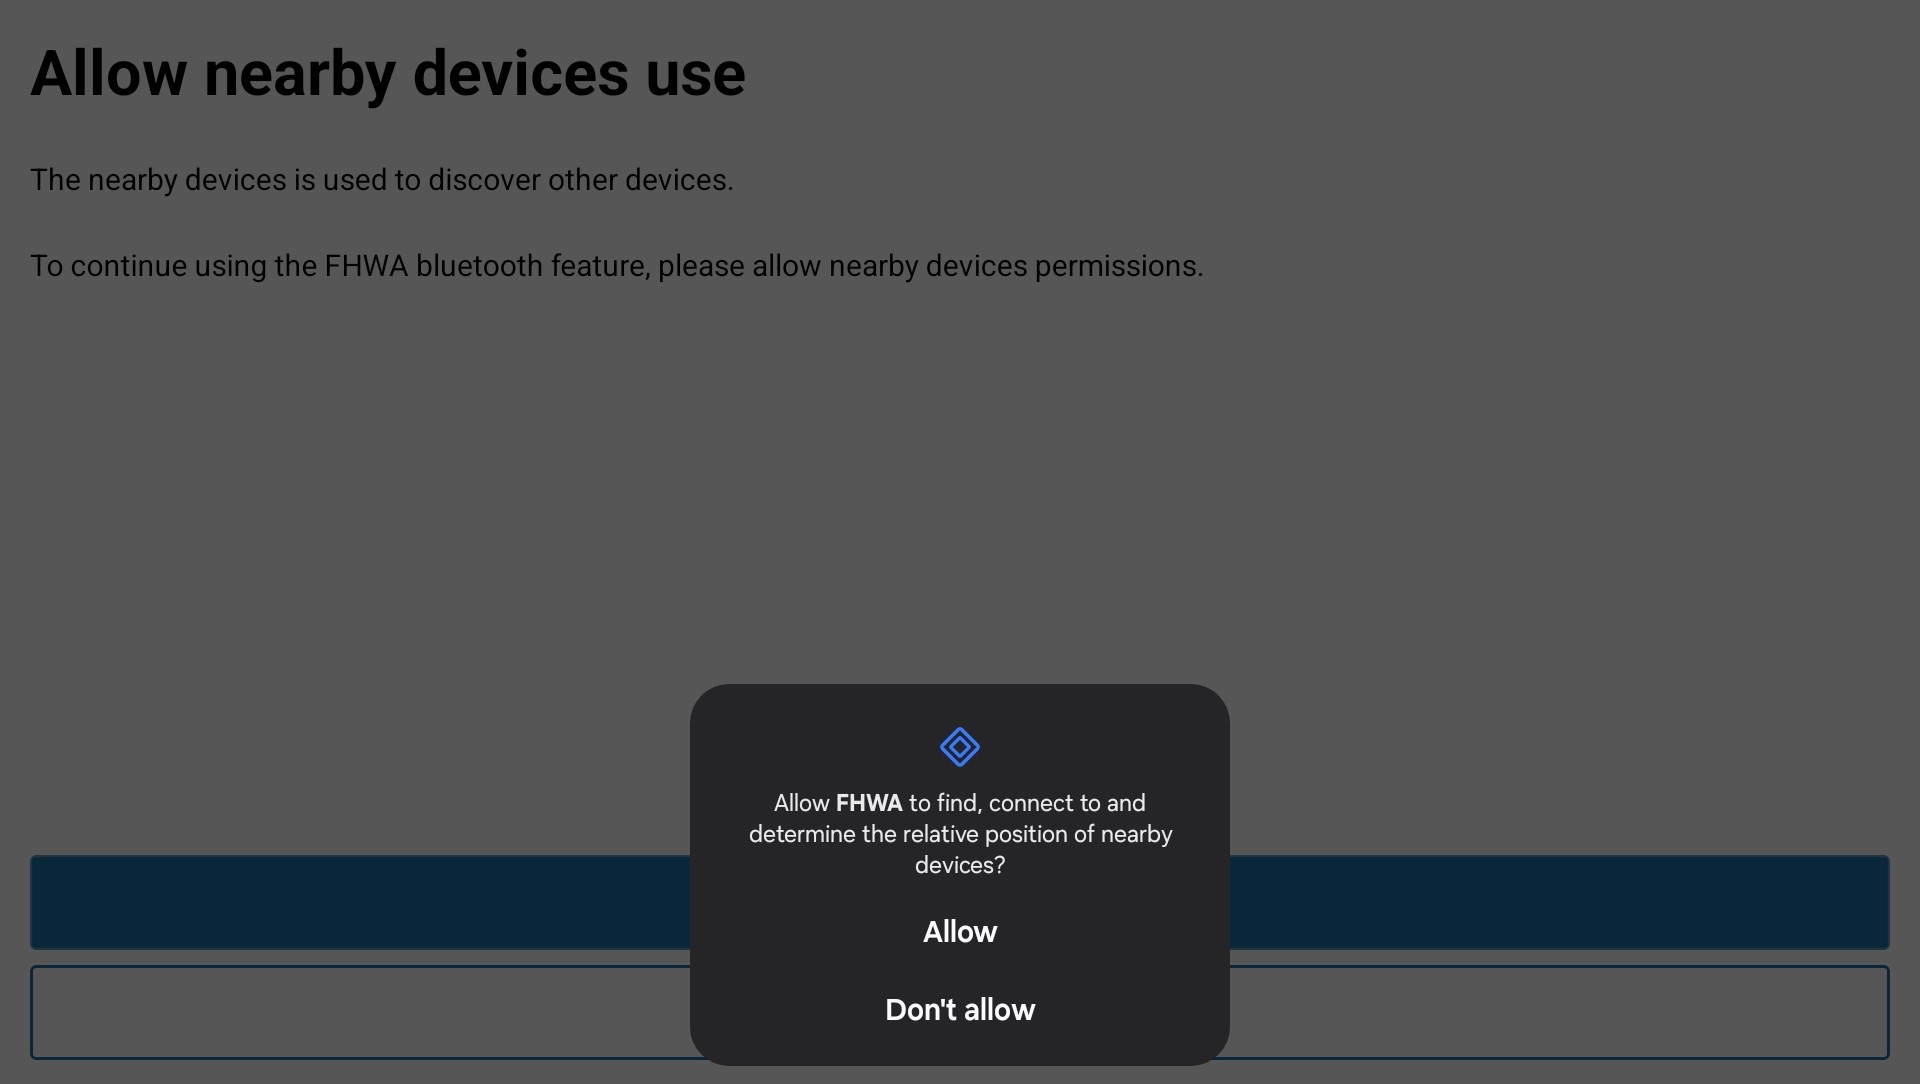 Allow nearby devices use
The nearby devices is used to discover other devices.
To continue using the FHWA bluetooth feature, please allow nearby devices permissions.
Allow FHWA to find, connect to and
determine the relative position of nearby
devices?
Allow
Don't allow